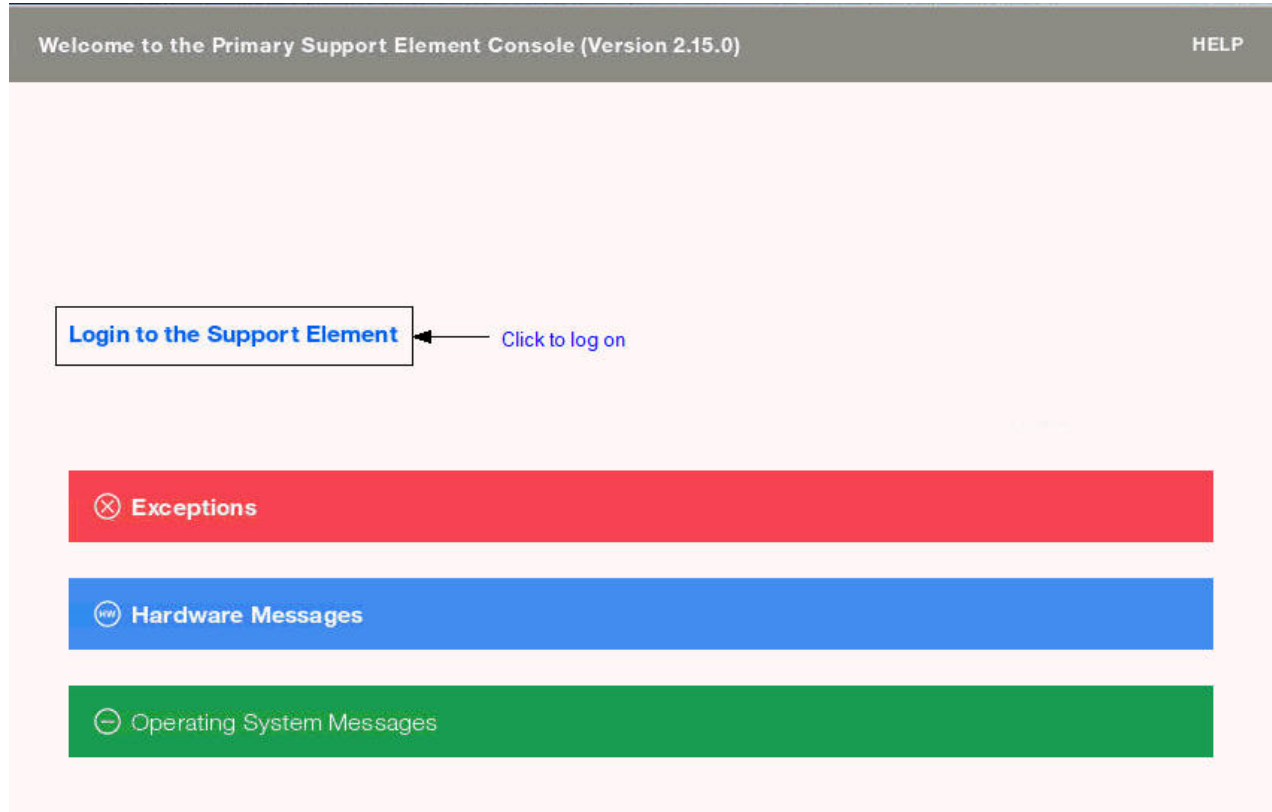 Welcome to the Primary Support Element Console (Version 2.15.0) HELP
Login to the Support Element Click to log on
Exceptions
HW Hardware Messages
Operating System Messages